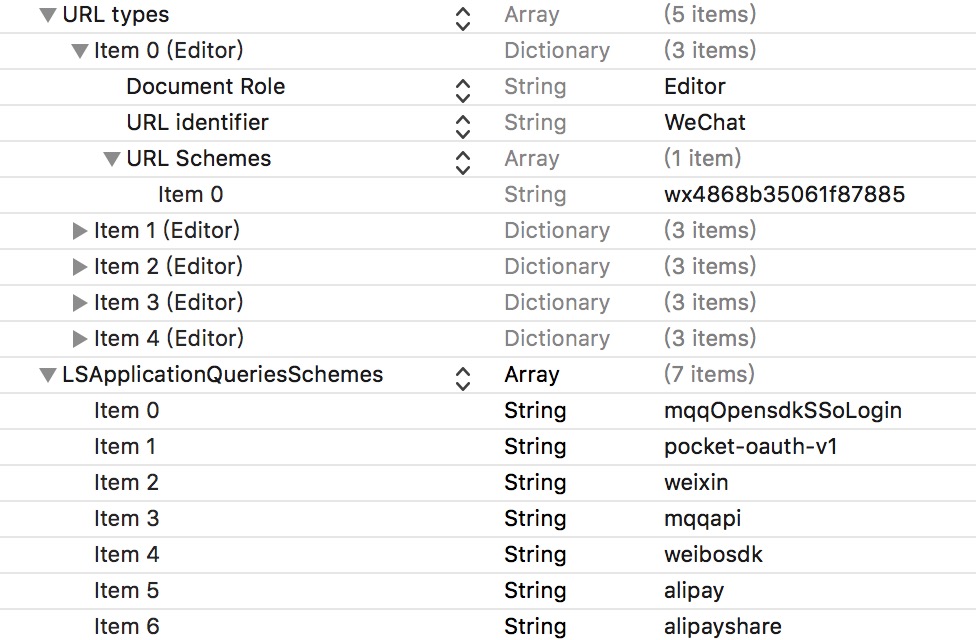 URL types Array (5 items)
Item 0 (Editor) Dictionary (3 items)
Document Role String Editor
URL identifier String WeChat
URL Schemes Array (1 item)
Item 0 String wx4868b35061f87885
Item 1 (Editor) Dictionary (3 items)
Item 2 (Editor) Dictionary (3 items)
Item 3 (Editor) Dictionary (3 items)
Item 4 (Editor) Dictionary (3 items)
LSApplicationQueriesSchemes Array (7 items)
Item 0 String mqqOpensdkSSoLogin
Item 1 String pocket-oauth-v1
Item 2 String weixin
Item 3 String mqqapi
Item 4 String weibosdk
Item 5 String alipay
Item 6 String alipayshare